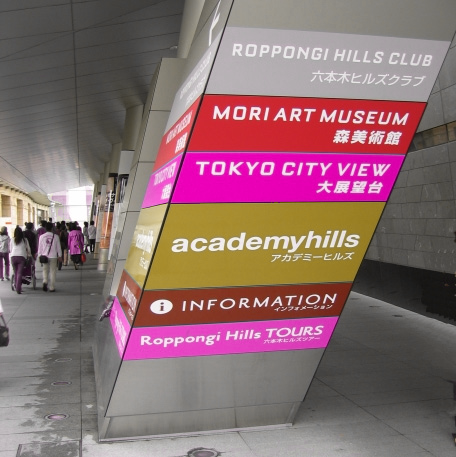 ROPPONGI HILLS CLUB
六本木ヒルズクラブ
MORI ART MUSEUM
森美術館
TOKYO CITY VIEW
大展望台
academyhills
アカデミーヒルズ
i INFORMATION
インフォメーション
Roppongi Hills TOURS
六本木ヒルズツアー